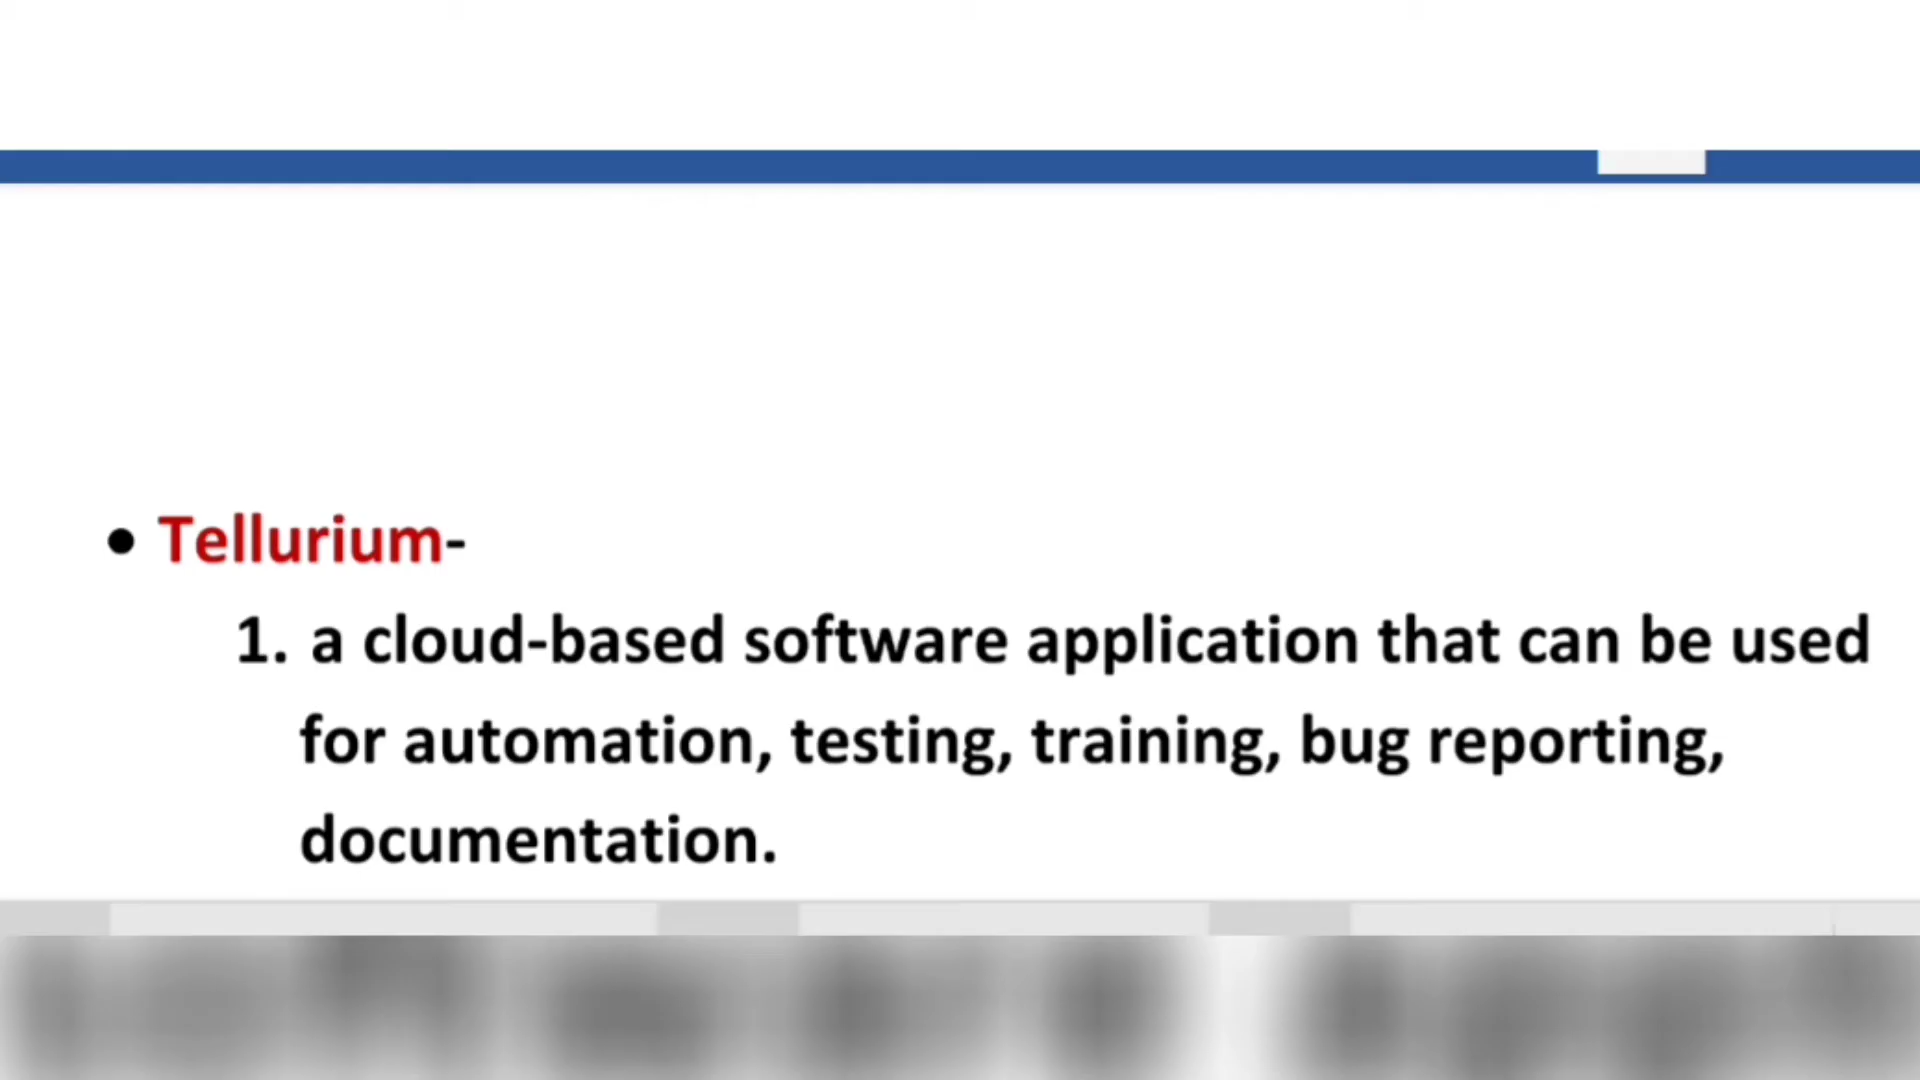 • Tellurium-
1. a cloud-based software application that can be used
for automation, testing, training, bug reporting,
documentation.